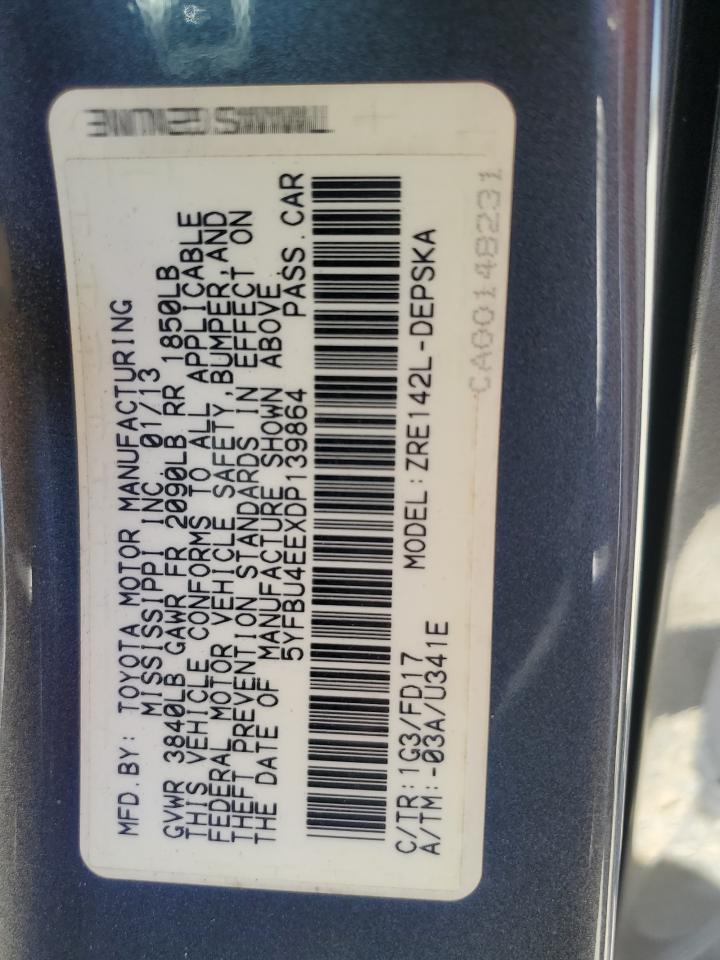 MFD.BY: TOYOTA MOTOR MANUFACTURING
MISSISSIPPI INC. 01/13
GVWR 3840LB GAWR FR 2090LB RR 1850LB
THIS VEHICLE CONFORMS TO ALL APPLICABLE
FEDERAL MOTOR VEHICLE SAFETY,BUMPER,AND
THEFT PREVENTION STANDARDS IN EFFECT ON
THE DATE OF MANUFACTURE SHOWN ABOVE.
5YFBU4EEXDP139864 PASS.CAR
C/TR:1G3/FD17 MODEL:ZRE142L-DEPSKA
A/TM:-03A/U341E
CA00148231